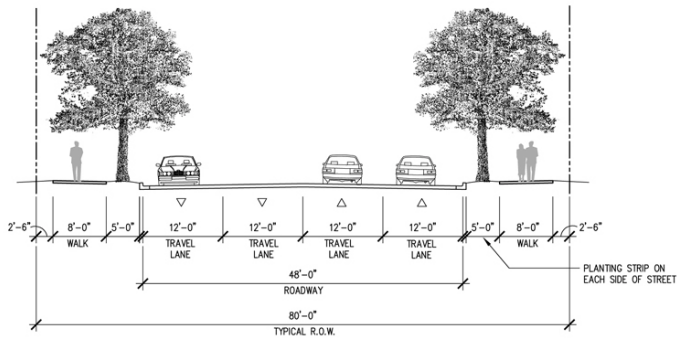 2'-6" 8'-0" 5'-0" 12'-0" 12'-0" 12'-0" 12'-0" 5'-0" 8'-0" 2'-6"
WALK TRAVEL LANE TRAVEL LANE TRAVEL LANE TRAVEL LANE WALK
PLANTING STRIP ON
EACH SIDE OF STREET
48'-0"
ROADWAY
80'-0"
TYPICAL R.O.W.